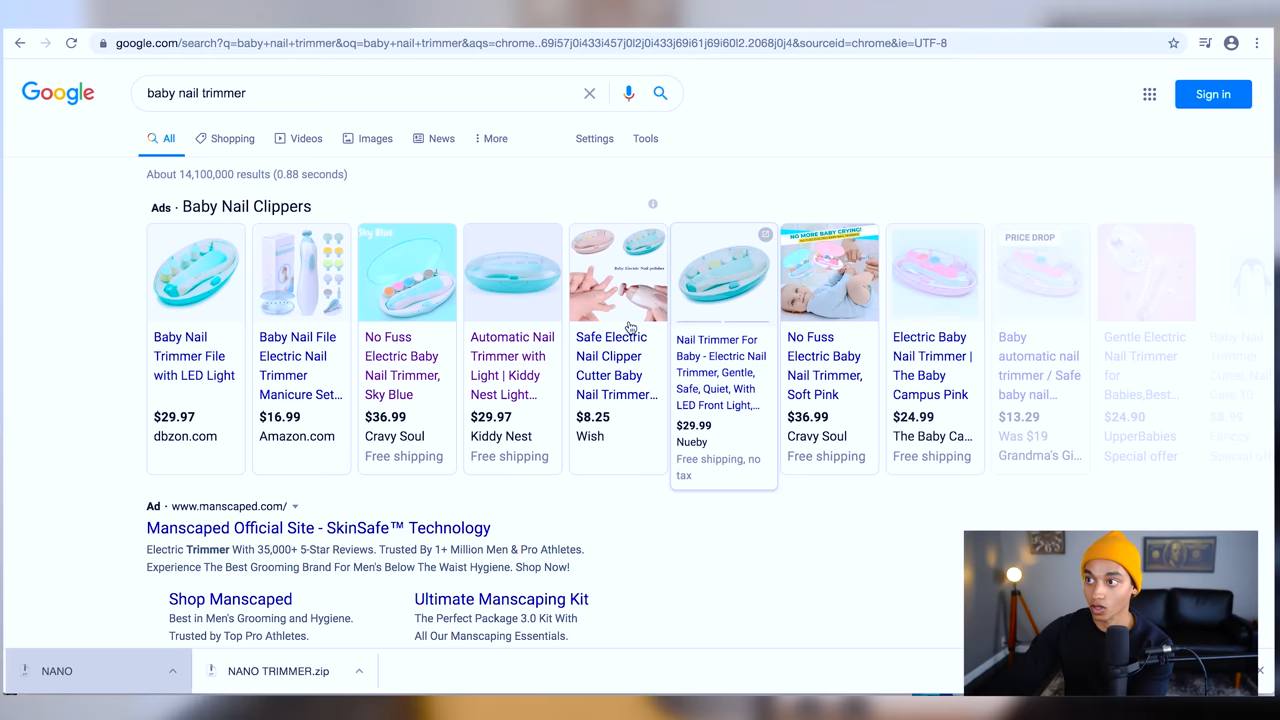 google.com/search?q=baby+nail+trimmer&oq=baby+nail+trimmer&aqs=chrome..69i57j0i433i457j0l2j0i433j69i61j69i60l2.2068j0j4&sourceid=chrome&ie=UTF-8
Google
baby nail trimmer
Sign in
All
Shopping
Videos
Images
News
More
Settings
Tools
About 14,100,000 results (0.88 seconds)
Ads · Baby Nail Clippers
Baby Nail
Trimmer File
with LED Light
$29.97
dbzon.com
Baby Nail File
Electric Nail
Trimmer
Manicure Set...
$16.99
Amazon.com
Sky Blue
No Fuss
Electric Baby
Nail Trimmer,
Sky Blue
$36.99
Cravy Soul
Free shipping
Automatic Nail
Trimmer with
Light | Kiddy
Nest Light...
$29.97
Kiddy Nest
Free shipping
Baby Electric Nail polisher
Safe Electric
Nail Clipper
Cutter Baby
Nail Trimmer...
$8.25
Wish
Nail Trimmer For
Baby - Electric Nail
Trimmer, Gentle,
Safe, Quiet, With
LED Front Light,...
$29.99
Nueby
Free shipping, no
tax
NO MORE BABY CRYING!
No Fuss
Electric Baby
Nail Trimmer,
Soft Pink
$36.99
Cravy Soul
Free shipping
Electric Baby
Nail Trimmer |
The Baby
Campus Pink
$24.99
The Baby Ca...
Free shipping
PRICE DROP
Baby
automatic nail
trimmer / Safe
baby nail...
$13.29
Was $19
Grandma's Gi...
Gentle Electric
Nail Trimmer
for
Babies,Best...
$24.90
UpperBabies
Special offer
Baby Nail
$8.99
Ad · www.manscaped.com/
Manscaped Official Site - SkinSafe™ Technology
Electric Trimmer With 35,000+ 5-Star Reviews. Trusted By 1+ Million Men & Pro Athletes.
Experience The Best Grooming Brand For Men's Below The Waist Hygiene. Shop Now!
Shop Manscaped
Best in Men's Grooming and Hygiene.
Trusted by Top Pro Athletes.
Ultimate Manscaping Kit
The Perfect Package 3.0 Kit With
All Our Manscaping Essentials.
NANO
NANO TRIMMER.zip